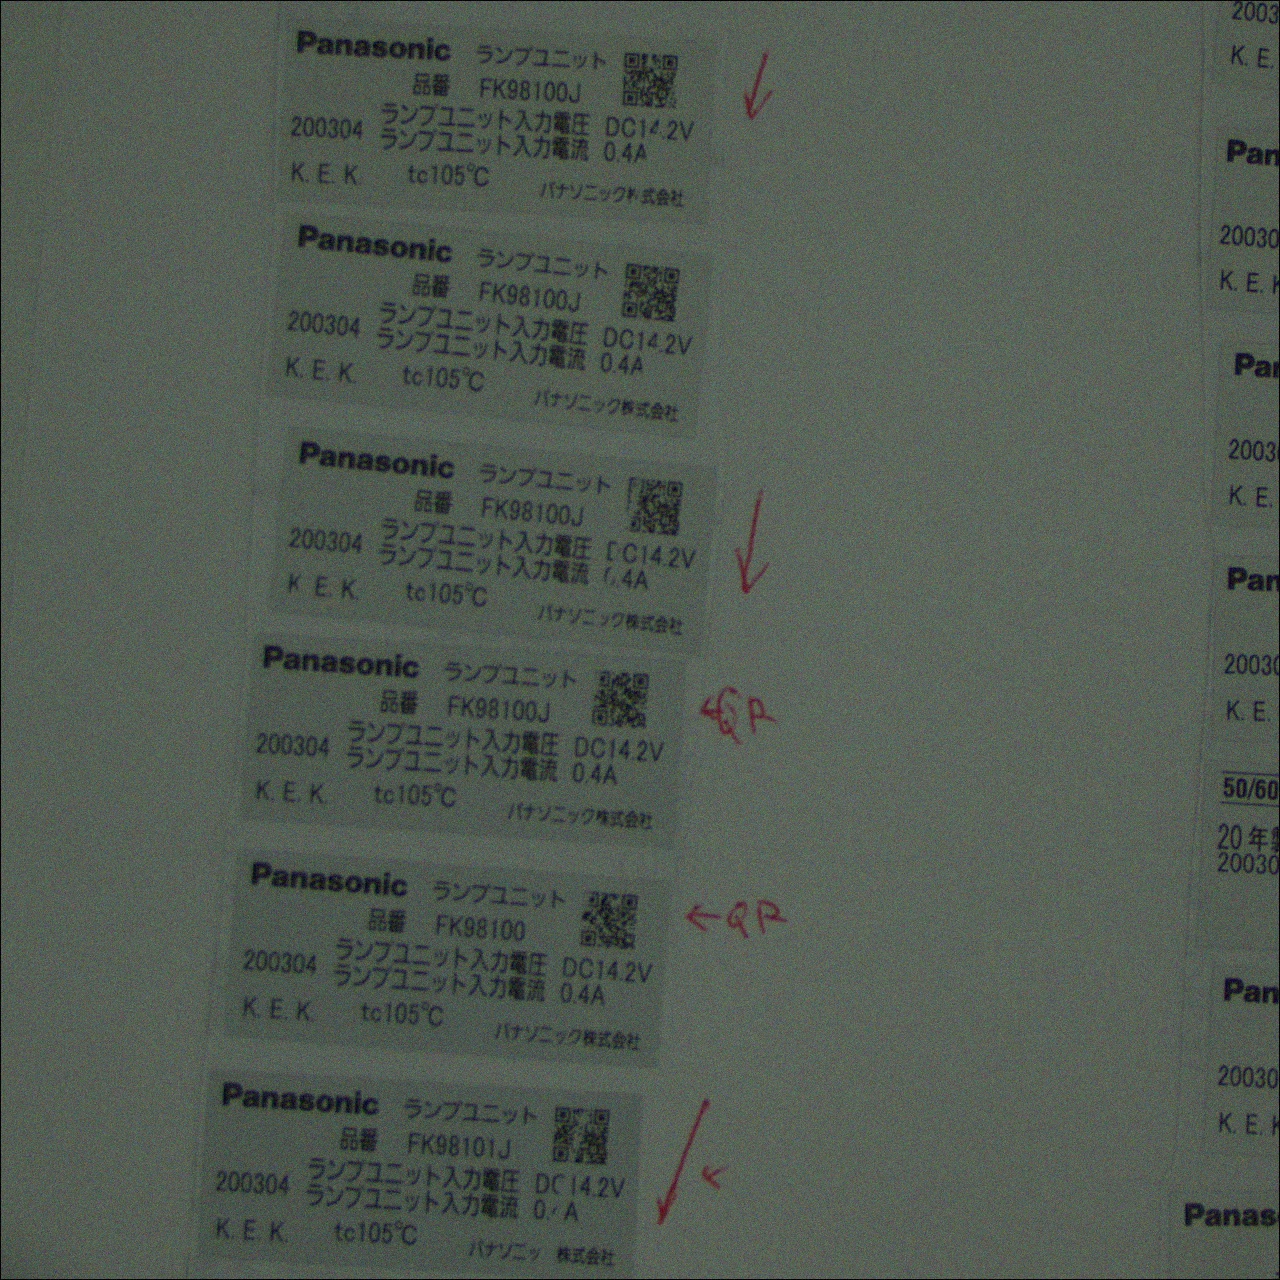 Panasonic ランプユニット
品番 FK98100J
ランプユニット入力電圧 DC14.2V
200304 ランプユニット入力電流 0.4A
K. E. K. tc105℃ パナソニック株式会社
Panasonic ランプユニット
品番 FK98100J
ランプユニット入力電圧 DC14.2V
200304 ランプユニット入力電流 0.4A
K. E. K. tc105℃ パナソニック株式会社
Panasonic ランプユニット
品番 FK98100J
ランプユニット入力電圧 DC14.2V
200304 ランプユニット入力電流 .4A
K E. K. tc105℃ パナソニック株式会社
Panasonic ランプユニット
品番 FK98100J
←QR
ランプユニット入力電圧 DC14.2V
200304 ランプユニット入力電流 0.4A
K. E. K. tc105℃ パナソニック株式会社
Panasonic ランプユニット
品番 FK98100
←QR
ランプユニット入力電圧 DC14.2V
200304 ランプユニット入力電流 0.4A
K. E. K. tc105℃ パナソニック株式会社
Panasonic ランプユニット
品番 FK98101J
ランプユニット入力電圧 DC14.2V
200304 ランプユニット入力電流 0. A
K. E. K. tc105℃ パナソニッ 株式会社
2003
K. E.
Pan
20030
K. E. K
Pan
2003
K. E.
Pan
2003
K. E.
50/60
20年製
20030
Pan
20030
K. E. K
Panas